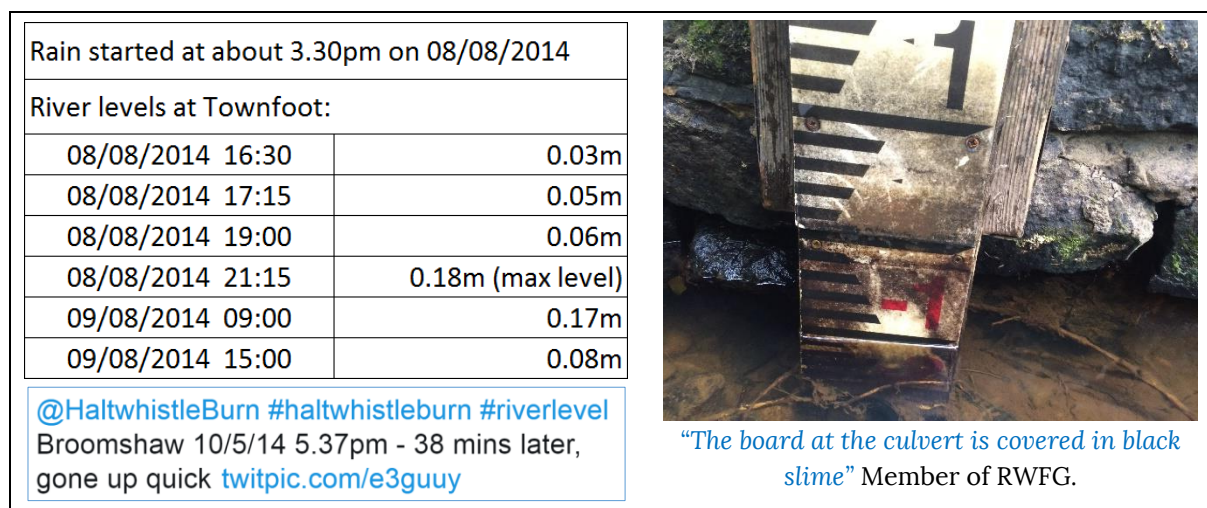 Rain started at about 3.30pm on 08/08/2014
River levels at Townfoot:
08/08/2014 16:30 0.03m
08/08/2014 17:15 0.05m
08/08/2014 19:00 0.06m
08/08/2014 21:15 0.18m (max level)
09/08/2014 09:00 0.17m
09/08/2014 15:00 0.08m
@HaltwhistleBurn #haltwhistleburn #riverlevel
Broomshaw 10/5/14 5.37pm - 38 mins later,
gone up quick twitpic.com/e3guuy
.1
-1
“The board at the culvert is covered in black
slime” Member of RWFG.